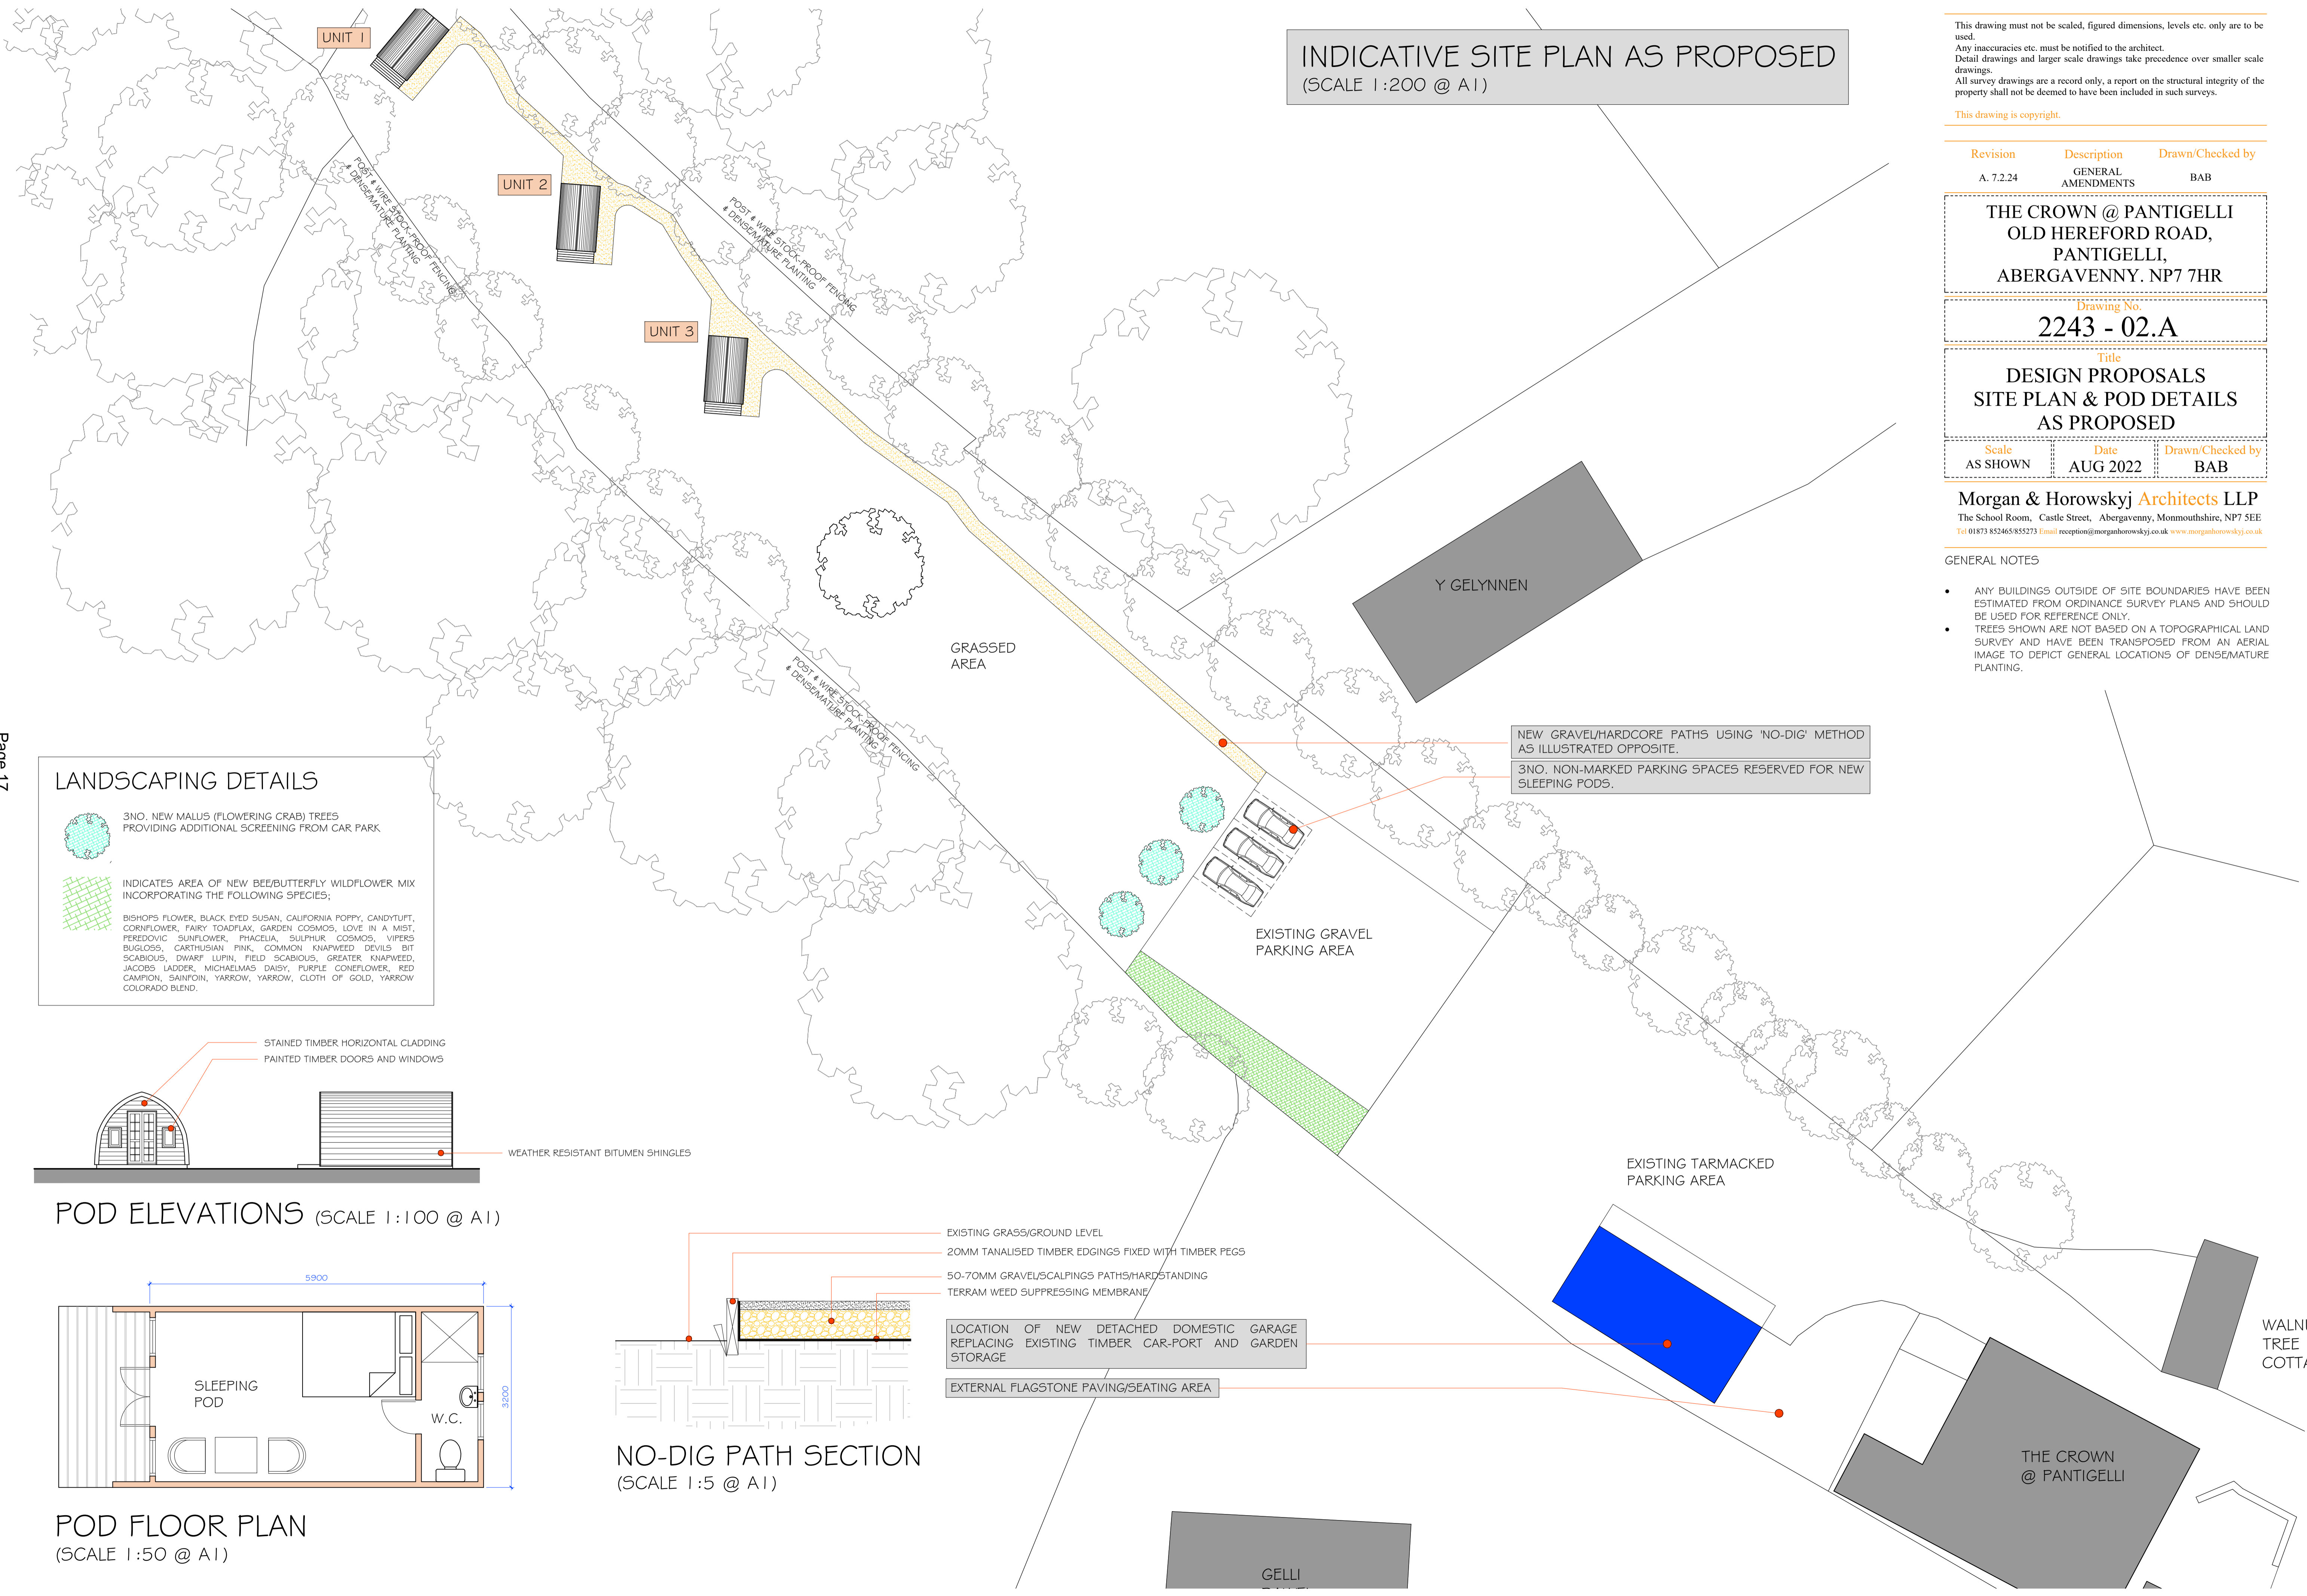 UNIT 1
UNIT 2
UNIT 3
POST & WIRE STOCK-PROOF FENCING
& DENSE/MATURE PLANTING
POST & WIRE STOCK-PROOF FENCING
& DENSE/MATURE PLANTING
POST & WIRE STOCK-PROOF FENCING
& DENSE/MATURE PLANTING
INDICATIVE SITE PLAN AS PROPOSED
(SCALE 1:200 @ A1)
GRASSED
AREA
Y GELYNNEN
NEW GRAVEL/HARDCORE PATHS USING 'NO-DIG' METHOD
AS ILLUSTRATED OPPOSITE.
3NO. NON-MARKED PARKING SPACES RESERVED FOR NEW
SLEEPING PODS.
EXISTING GRAVEL
PARKING AREA
EXISTING TARMACKED
PARKING AREA
THE CROWN
@ PANTIGELLI
TREE
GELLI
Page 17
LANDSCAPING DETAILS
3NO. NEW MALUS (FLOWERING CRAB) TREES
PROVIDING ADDITIONAL SCREENING FROM CAR PARK
INDICATES AREA OF NEW BEE/BUTTERFLY WILDFLOWER MIX
INCORPORATING THE FOLLOWING SPECIES;
BISHOPS FLOWER, BLACK EYED SUSAN, CALIFORNIA POPPY, CANDYTUFT,
CORNFLOWER, FAIRY TOADFLAX, GARDEN COSMOS, LOVE IN A MIST,
PEREDOVIC SUNFLOWER, PHACELIA, SULPHUR COSMOS, VIPERS
BUGLOSS, CARTHUSIAN PINK, COMMON KNAPWEED DEVILS BIT
SCABIOUS, DWARF LUPIN, FIELD SCABIOUS, GREATER KNAPWEED,
JACOBS LADDER, MICHAELMAS DAISY, PURPLE CONEFLOWER, RED
CAMPION, SAINFOIN, YARROW, YARROW, CLOTH OF GOLD, YARROW
COLORADO BLEND.
STAINED TIMBER HORIZONTAL CLADDING
PAINTED TIMBER DOORS AND WINDOWS
WEATHER RESISTANT BITUMEN SHINGLES
POD ELEVATIONS (SCALE 1:100 @ A1)
5900
3200
SLEEPING
POD
W.C.
POD FLOOR PLAN
(SCALE 1:50 @ A1)
EXISTING GRASS/GROUND LEVEL
20MM TANALISED TIMBER EDGINGS FIXED WITH TIMBER PEGS
50-70MM GRAVEL/SCALPINGS PATHS/HARDSTANDING
TERRAM WEED SUPPRESSING MEMBRANE
LOCATION OF NEW DETACHED DOMESTIC GARAGE
REPLACING EXISTING TIMBER CAR-PORT AND GARDEN
STORAGE
EXTERNAL FLAGSTONE PAVING/SEATING AREA
NO-DIG PATH SECTION
(SCALE 1:5 @ A1)
This drawing must not be scaled, figured dimensions, levels etc. only are to be
used.
Any inaccuracies etc. must be notified to the architect.
Detail drawings and larger scale drawings take precedence over smaller scale
drawings.
All survey drawings are a record only, a report on the structural integrity of the
property shall not be deemed to have been included in such surveys.
This drawing is copyright.
Revision Description Drawn/Checked by
A. 7.2.24 GENERAL AMENDMENTS BAB
THE CROWN @ PANTIGELLI
OLD HEREFORD ROAD,
PANTIGELLI,
ABERGAVENNY. NP7 7HR
Drawing No.
2243 - 02.A
Title
DESIGN PROPOSALS
SITE PLAN & POD DETAILS
AS PROPOSED
Scale Date Drawn/Checked by
AS SHOWN AUG 2022 BAB
Morgan & Horowskyj Architects LLP
The School Room, Castle Street, Abergavenny, Monmouthshire, NP7 5EE
Tel 01873 852465/855273 Email reception@morganhorowskyj.co.uk www.morganhorowskyj.co.uk
GENERAL NOTES
• ANY BUILDINGS OUTSIDE OF SITE BOUNDARIES HAVE BEEN
ESTIMATED FROM ORDINANCE SURVEY PLANS AND SHOULD
BE USED FOR REFERENCE ONLY.
• TREES SHOWN ARE NOT BASED ON A TOPOGRAPHICAL LAND
SURVEY AND HAVE BEEN TRANSPOSED FROM AN AERIAL
IMAGE TO DEPICT GENERAL LOCATIONS OF DENSE/MATURE
PLANTING.